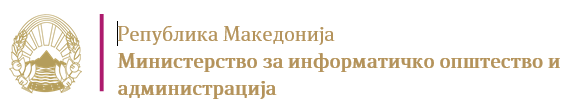 Република Македонија
Министерство за информатичко општество и
администрација